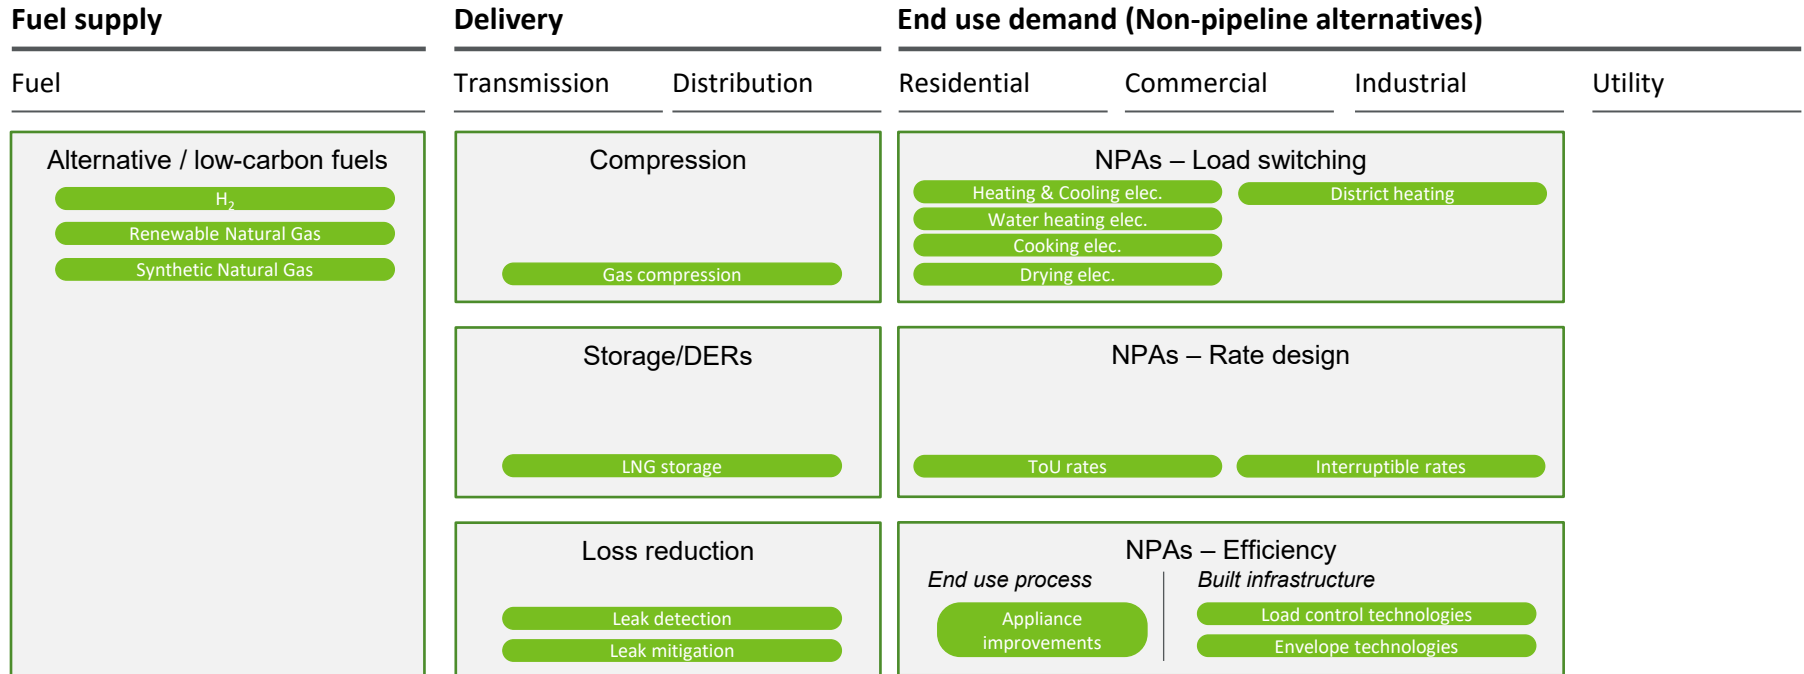 Fuel supply
Delivery
End use demand (Non-pipeline alternatives)
Fuel
Transmission
Distribution
Residential
Commercial
Industrial
Utility
Alternative / low-carbon fuels
H₂
Renewable Natural Gas
Synthetic Natural Gas
Compression
Gas compression
Storage/DERs
LNG storage
Loss reduction
Leak detection
Leak mitigation
NPAs – Load switching
Heating & Cooling elec.
Water heating elec.
Cooking elec.
Drying elec.
District heating
NPAs – Rate design
ToU rates
Interruptible rates
NPAs – Efficiency
End use process
Appliance
improvements
Built infrastructure
Load control technologies
Envelope technologies